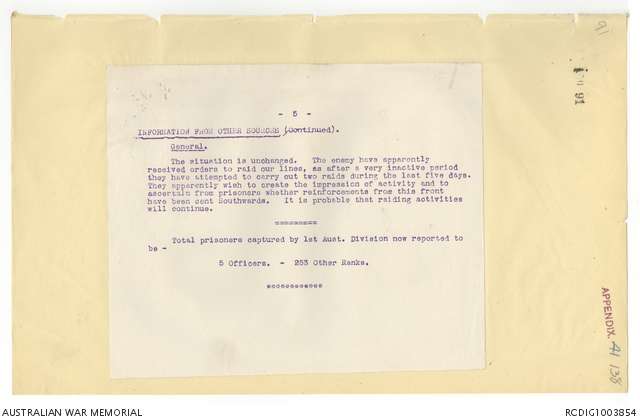 91
91
- 5 -
INFORMATION FROM OTHER SOURCES (Continued).
General.
The situation is unchanged. The enemy have apparently
received orders to raid our lines, as after a very inactive period
they have attempted to carry out two raids during the last five days.
They apparently wish to create the impression of activity and to
ascertain from prisoners whether reinforcements from this front
have been sent Southwards. It is probable that raiding activities
will continue.
=========
Total prisoners captured by 1st Aust. Division now reported to
be -
5 Officers. - 253 Other Ranks.
************
APPENDIX. A4 138
AUSTRALIAN WAR MEMORIAL
RCDIG1003854